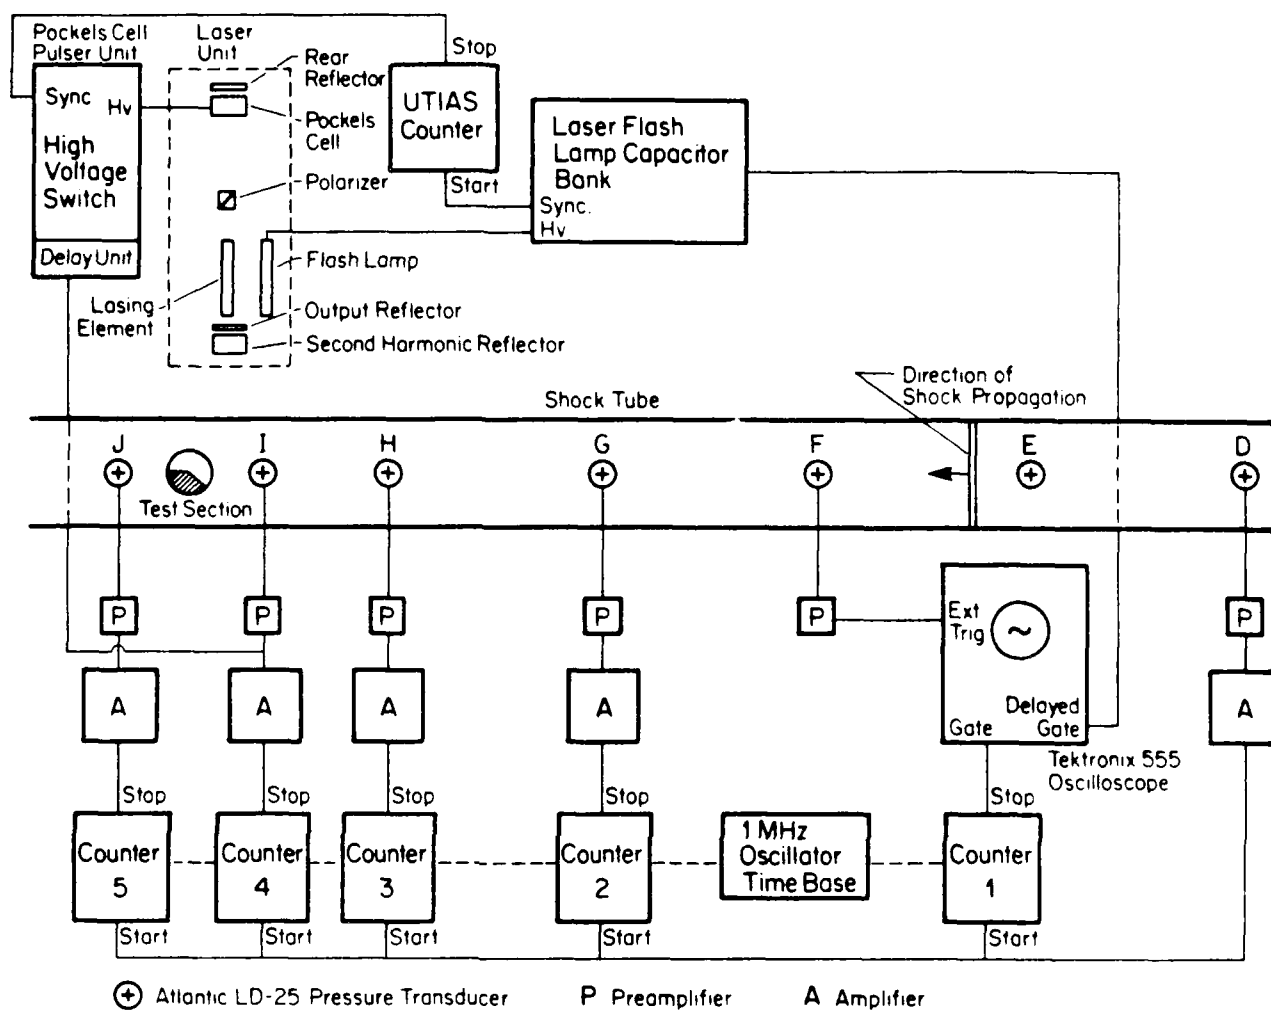 Pockels Cell
Pulser Unit
Laser
Unit
Rear
Reflector
Stop
Sync
Hv
High
Voltage
Switch
Delay Unit
Pockels
Cell
Polarizer
UTIAS
Counter
Start
Laser Flash
Lamp Capacitor
Bank
Sync.
Hv
Flash Lamp
Lasing
Element
Output Reflector
Second Harmonic Reflector
Direction of
Shock Propagation
Shock Tube
J
I
H
G
F
E
D
Test Section
P
P
P
P
P
P
Ext
Trig
~
A
A
A
A
Gate
Delayed
Gate
A
Tektronix 555
Oscilloscope
Stop
Stop
Stop
Stop
Stop
Counter
5
Counter
4
Counter
3
Counter
2
1 MHz
Oscillator
Time Base
Counter
1
Start
Start
Start
Start
Start
Atlantic LD-25 Pressure Transducer
P Preamplifier
A Amplifier